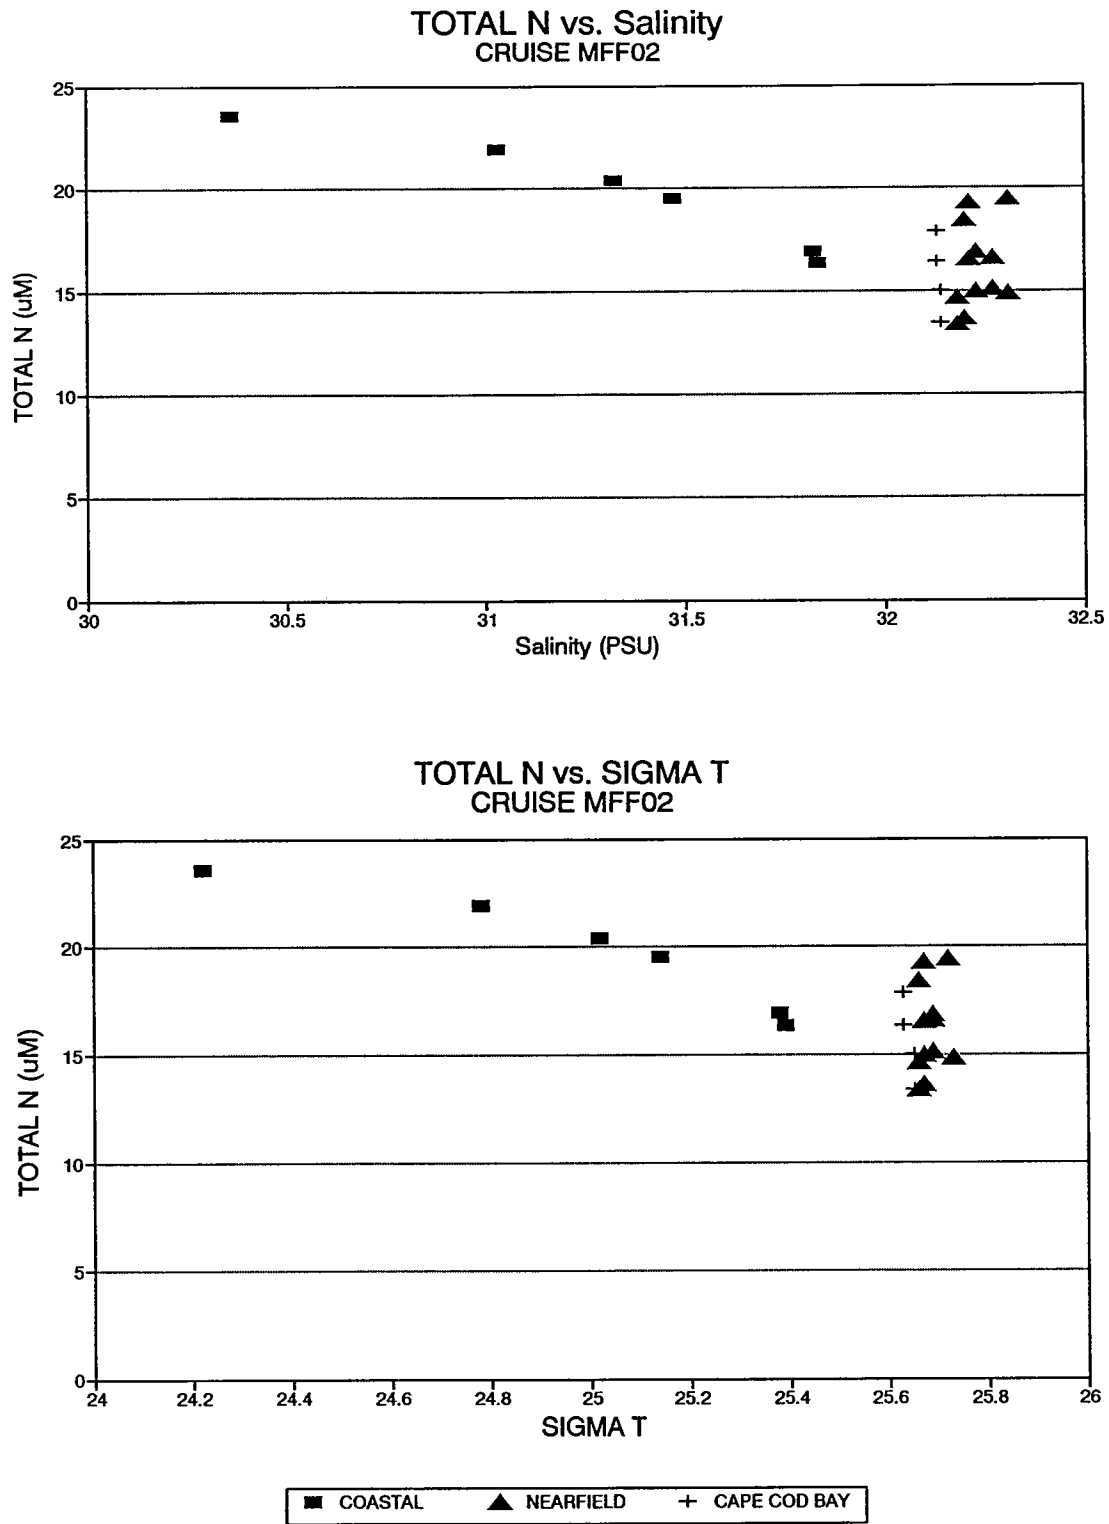 TOTAL N vs. Salinity
CRUISE MFF02
25
20
15
10
5
0
TOTAL N (uM)
30 30.5 31 31.5 32 32.5
Salinity (PSU)
TOTAL N vs. SIGMA T
CRUISE MFF02
25
20
15
10
5
0
TOTAL N (uM)
24 24.2 24.4 24.6 24.8 25 25.2 25.4 25.6 25.8 26
SIGMA T
COASTAL NEARFIELD CAPE COD BAY